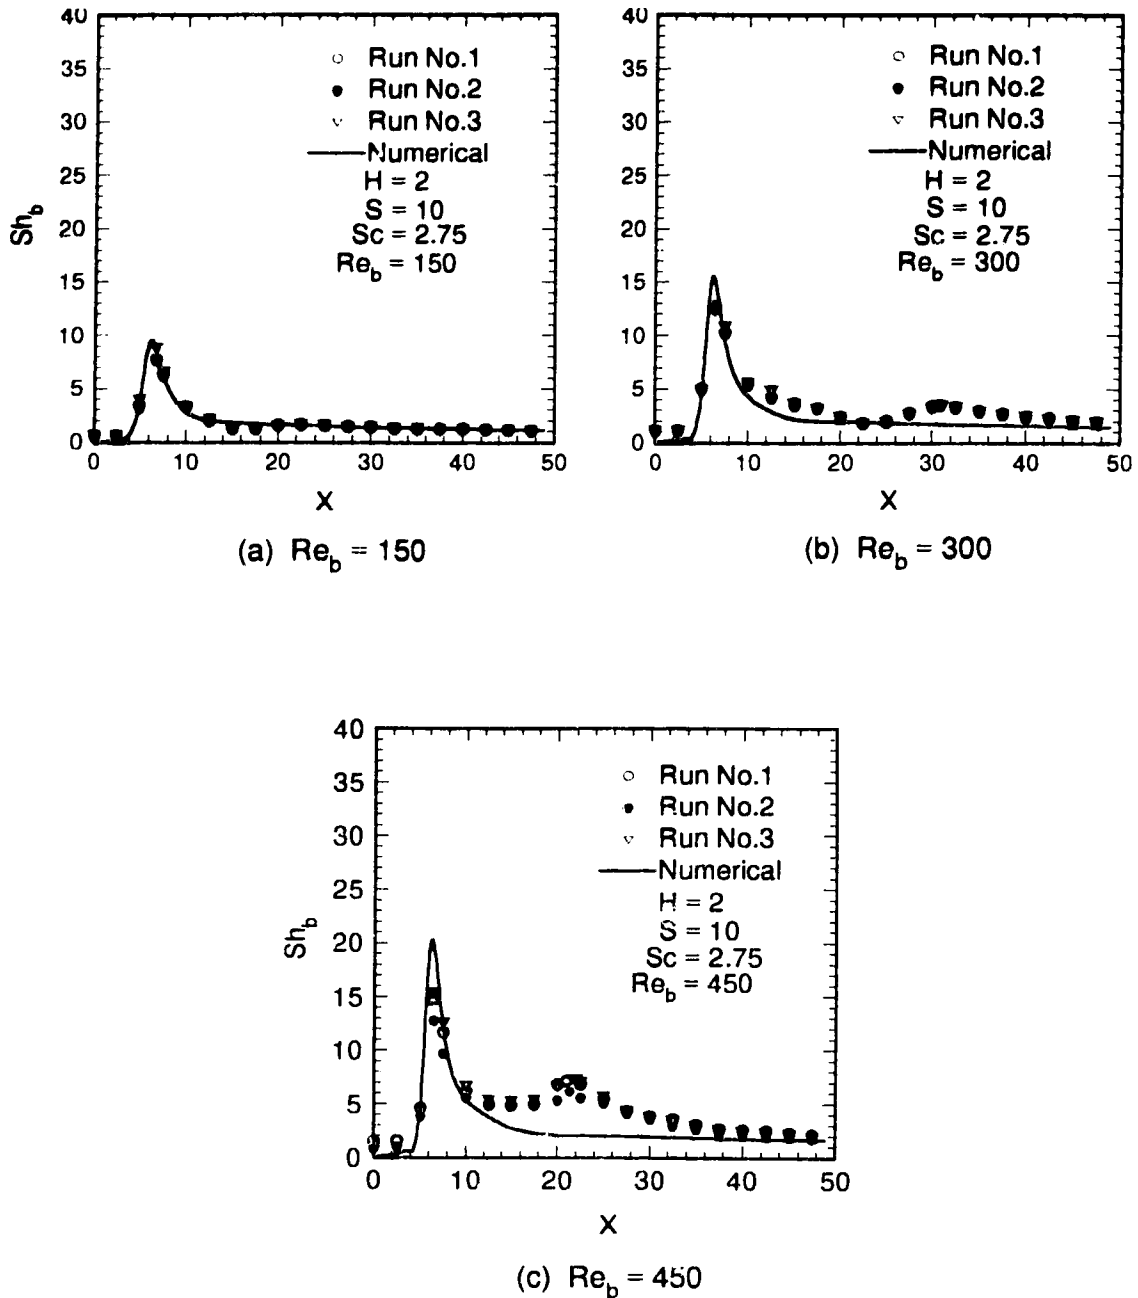 40
35
30
25
20
15
10
5
0
Sh_b
Run No.1
Run No.2
Run No.3
Numerical
H = 2
S = 10
Sc = 2.75
Re_b = 150
0 10 20 30 40 50
X
(a) Re_b = 150
40
35
30
25
20
15
10
5
0
Run No.1
Run No.2
Run No.3
Numerical
H = 2
S = 10
Sc = 2.75
Re_b = 300
0 10 20 30 40 50
X
(b) Re_b = 300
40
35
30
25
20
15
10
5
0
Sh_b
Run No.1
Run No.2
Run No.3
Numerical
H = 2
S = 10
Sc = 2.75
Re_b = 450
0 10 20 30 40 50
X
(c) Re_b = 450